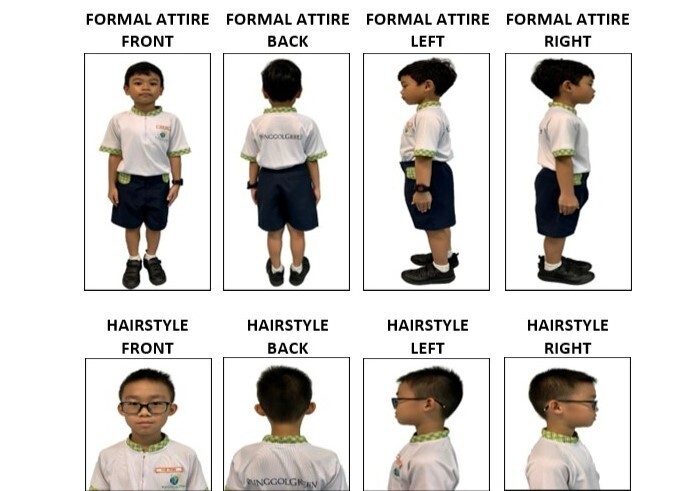 FORMAL ATTIRE
FRONT
FORMAL ATTIRE
BACK
FORMAL ATTIRE
LEFT
FORMAL ATTIRE
RIGHT
HAIRSTYLE
FRONT
HAIRSTYLE
BACK
HAIRSTYLE
LEFT
HAIRSTYLE
RIGHT